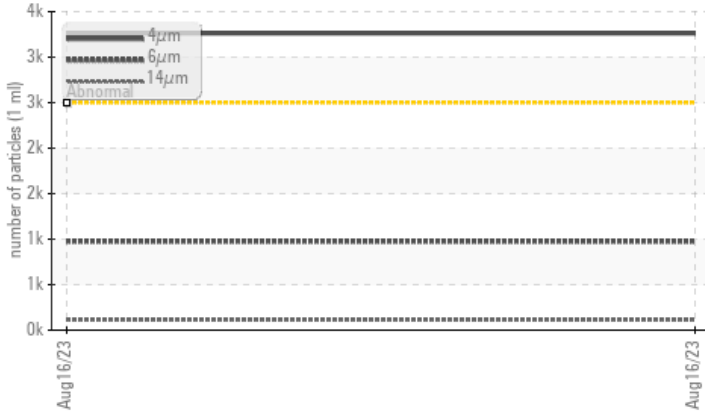 number of particles (1 ml)
4k
3k
3k
2k
2k
1k
1k
0k
4µm
6µm
14µm
Abnormal
Aug16/23
Aug16/23